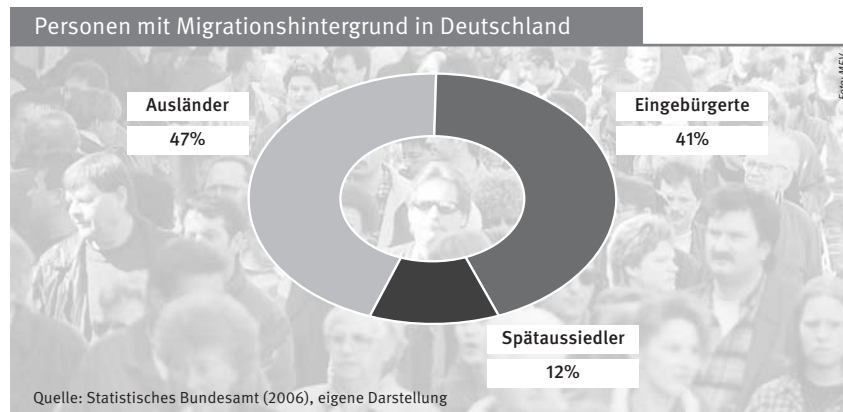 Personen mit Migrationshintergrund in Deutschland
Foto: MEV
Ausländer
47%
Eingebürgerte
41%
Spätaussiedler
12%
Quelle: Statistisches Bundesamt (2006), eigene Darstellung